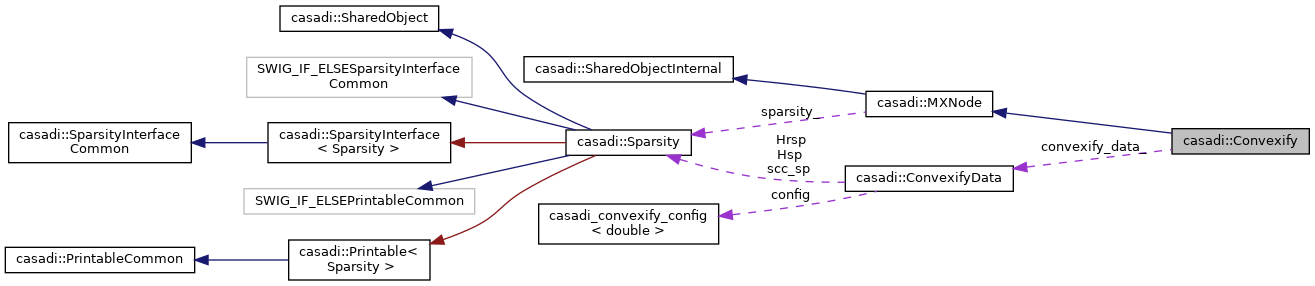 casadi::SharedObject
SWIG_IF_ELSESparsityInterface
Common
casadi::SharedObjectInternal
casadi::MXNode
sparsity_
casadi::SparsityInterface
Common
casadi::SparsityInterface
< Sparsity >
casadi::Sparsity
Hrsp
Hsp
scc_sp
convexify_data_
casadi::Convexify
casadi::ConvexifyData
SWIG_IF_ELSEPrintableCommon
config
casadi_convexify_config
< double >
casadi::PrintableCommon
casadi::Printable<
Sparsity >